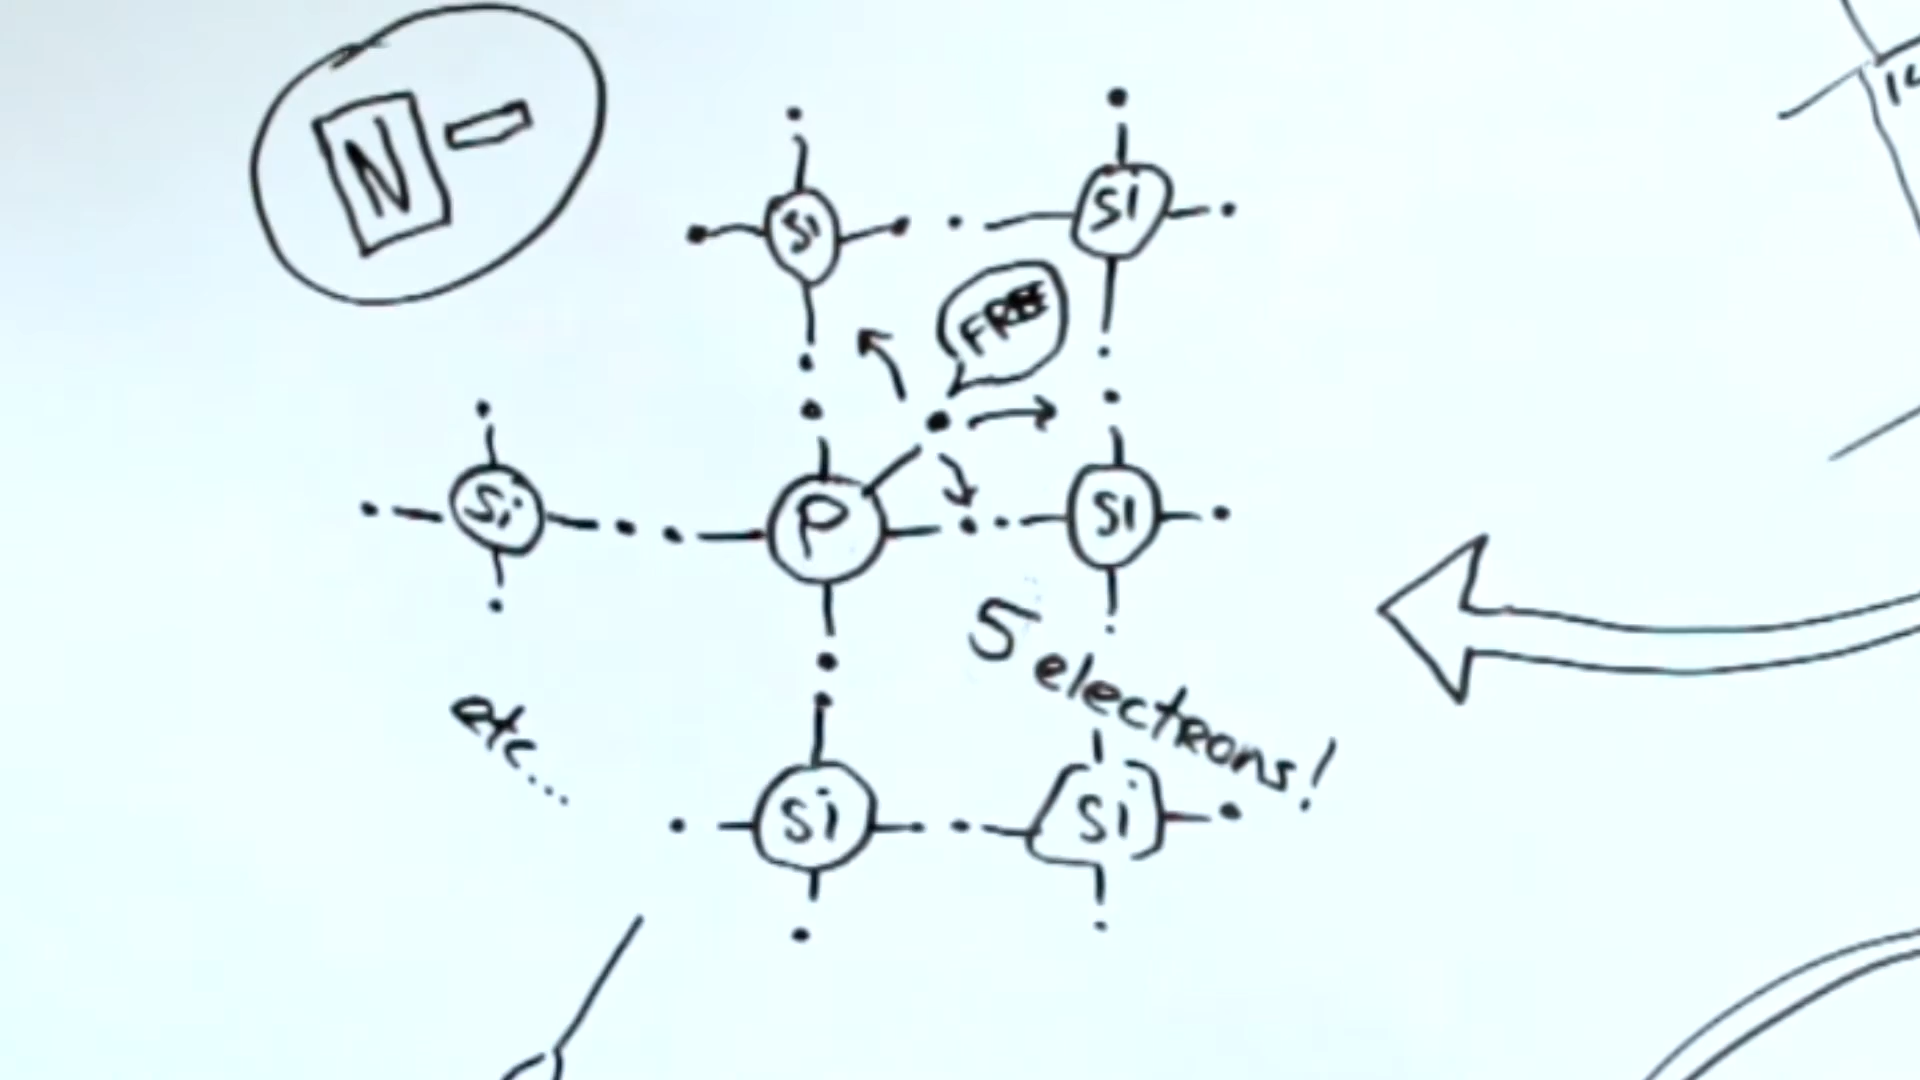 N -
Si Si
FREE
Si P Si
5 electrons!
etc...
Si Si